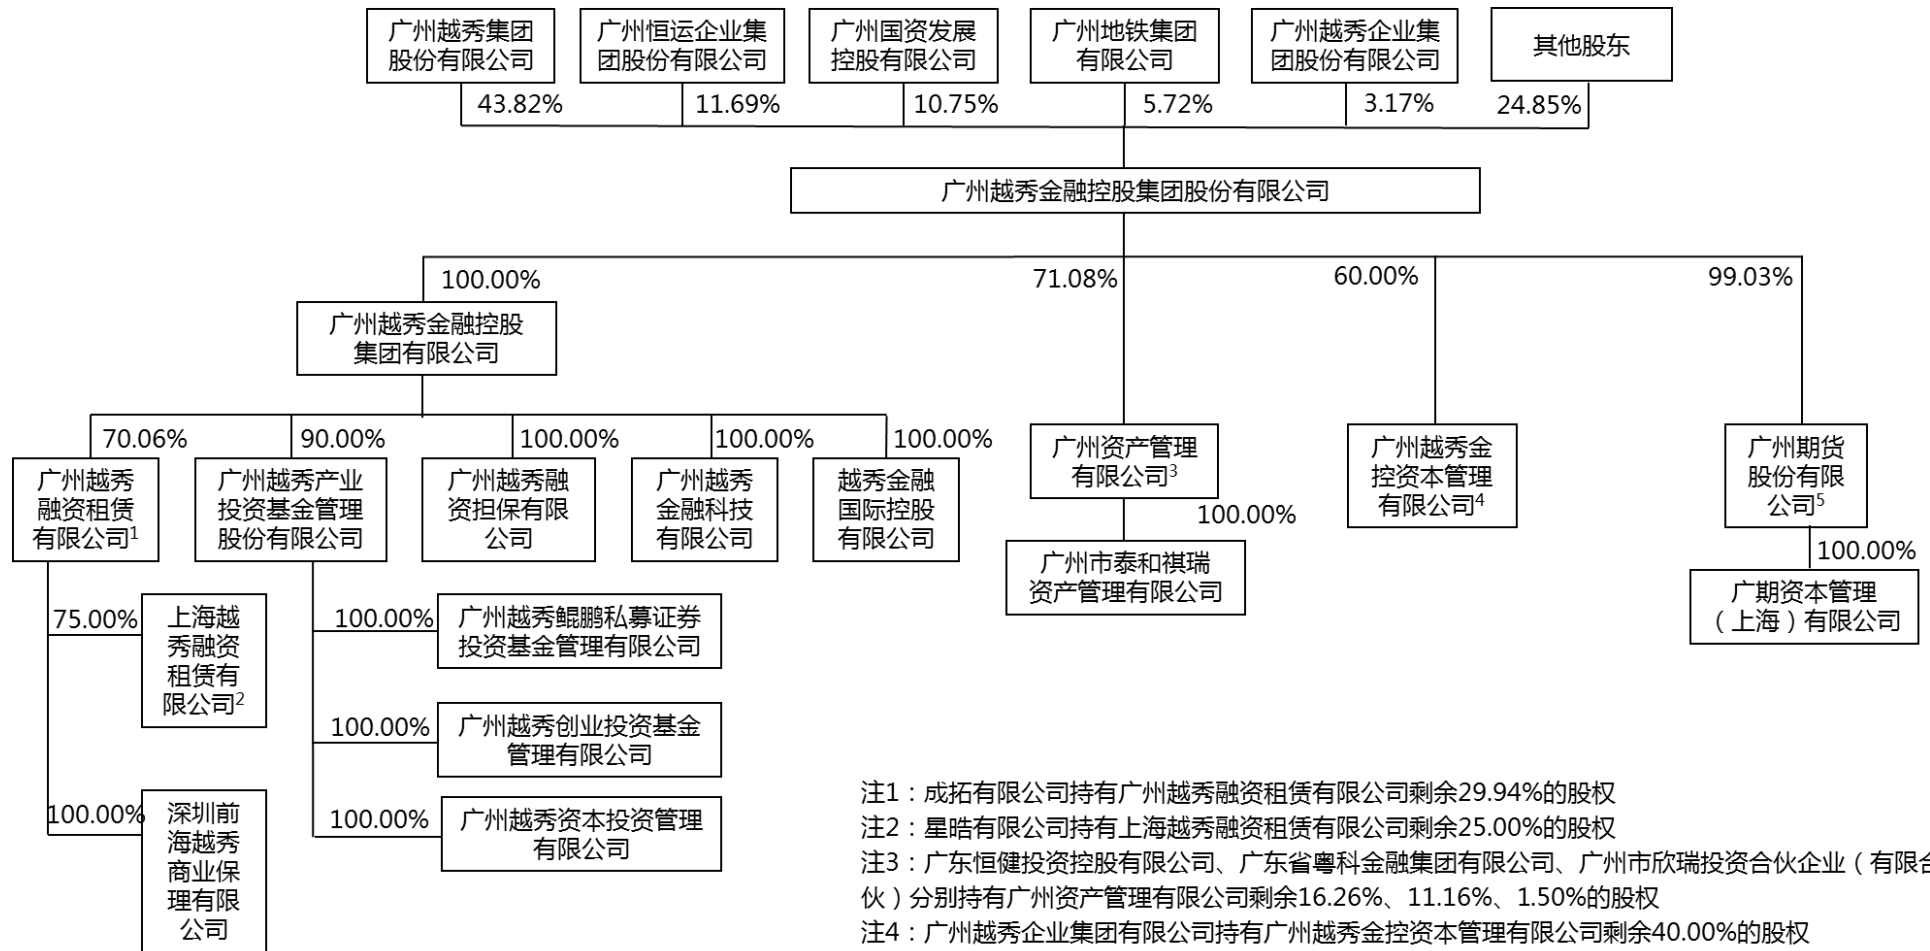 广州越秀集团
股份有限公司
广州恒运企业集
团股份有限公司
广州国资发展
控股有限公司
广州地铁集团
有限公司
广州越秀企业集
团股份有限公司
其他股东
43.82%
11.69%
10.75%
5.72%
3.17%
24.85%
广州越秀金融控股集团股份有限公司
100.00%
71.08%
60.00%
99.03%
广州越秀金融控股
集团有限公司
70.06%
90.00%
100.00%
100.00%
100.00%
广州越秀
融资租赁
有限公司1
广州越秀产业
投资基金管理
股份有限公司
广州越秀融
资担保有限
公司
广州越秀
金融科技
有限公司
越秀金融
国际控股
有限公司
广州资产管理
有限公司3
广州越秀金
控资本管理
有限公司4
广州期货
股份有限
公司5
100.00%
广州市泰和祺瑞
资产管理有限公司
100.00%
广期资本管理
（上海）有限公司
75.00%
上海越
秀融资
租赁有
限公司2
100.00%
深圳前
海越秀
商业保
理有限
公司
100.00%
广州越秀鲲鹏私募证券
投资基金管理有限公司
100.00%
广州越秀创业投资基金
管理有限公司
100.00%
广州越秀资本投资管理
有限公司
注1：成拓有限公司持有广州越秀融资租赁有限公司剩余29.94%的股权
注2：星皓有限公司持有上海越秀融资租赁有限公司剩余25.00%的股权
注3：广东恒健投资控股有限公司、广东省粤科金融集团有限公司、广州市欣瑞投资合伙企业（有限合
伙）分别持有广州资产管理有限公司剩余16.26%、11.16%、1.50%的股权
注4：广州越秀企业集团有限公司持有广州越秀金控资本管理有限公司剩余40.00%的股权